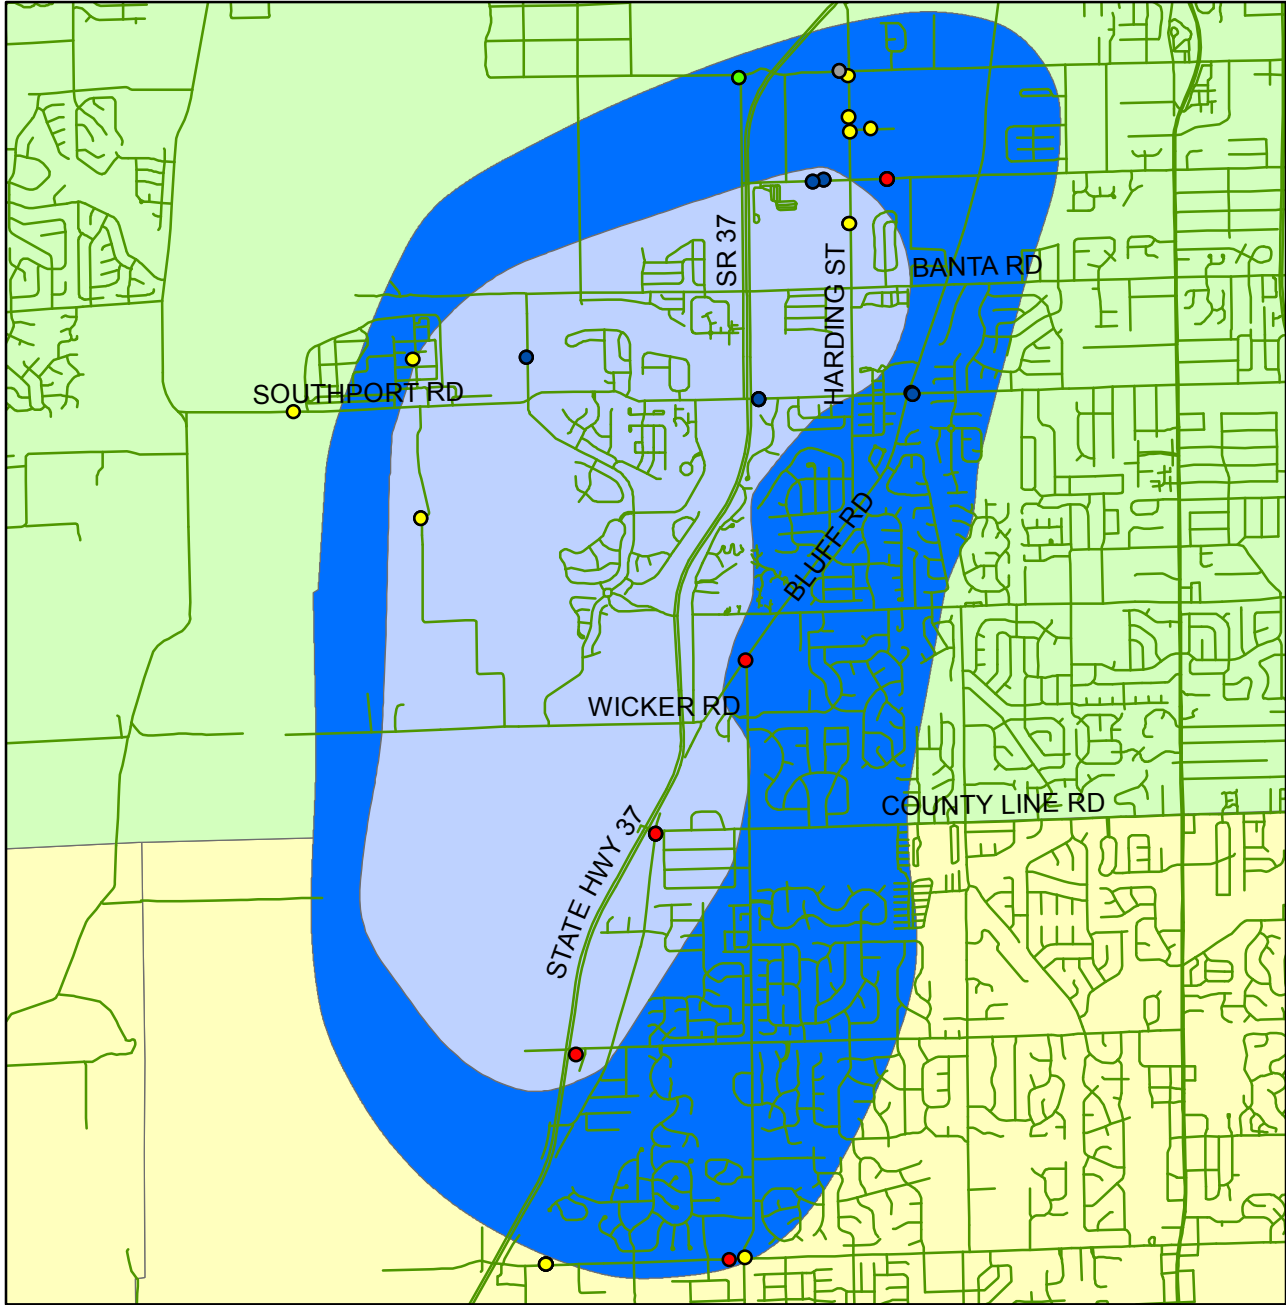 SR 37
HARDING ST
BANTA RD
SOUTHPORT RD
BLUFF RD
WICKER RD
COUNTY LINE RD
STATE HWY 37